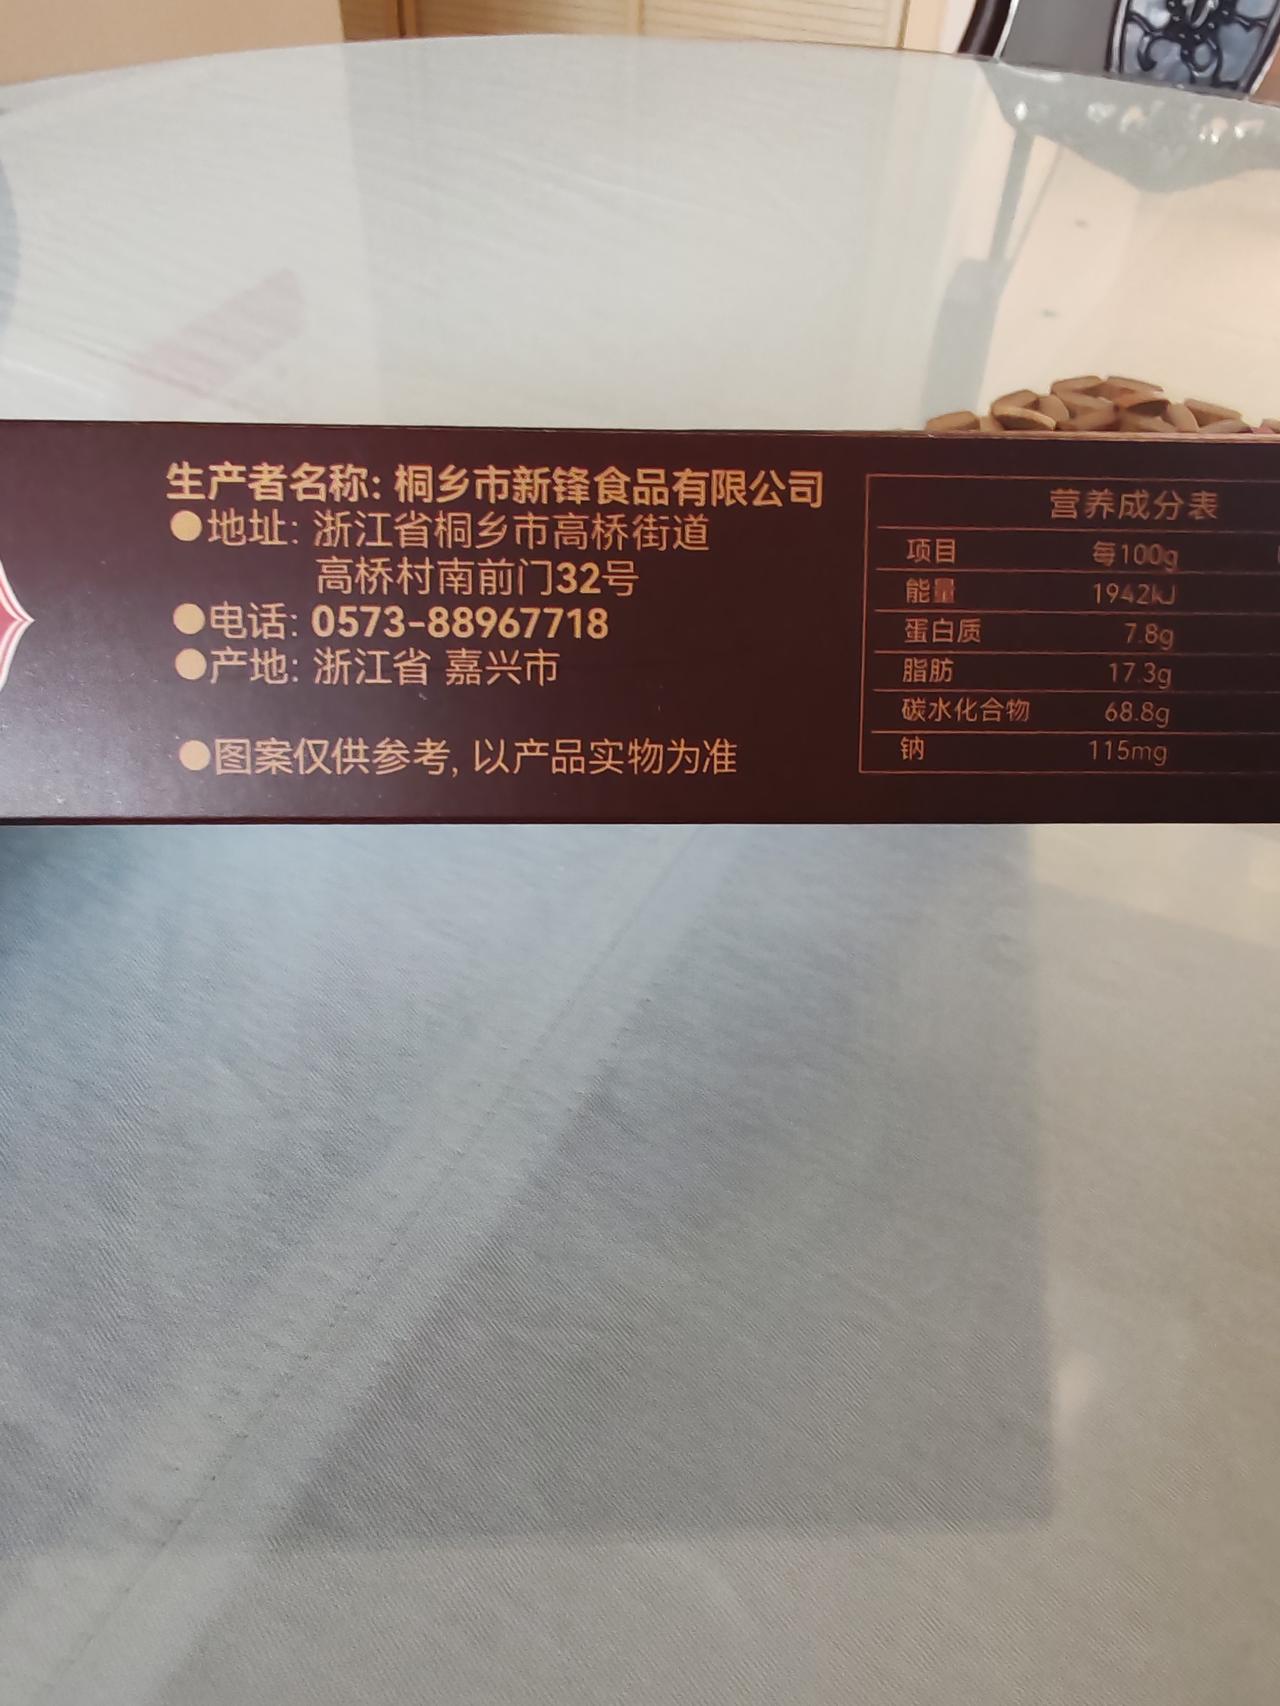 生产者名称: 桐乡市新锋食品有限公司
●地址: 浙江省桐乡市高桥街道
高桥村南前门32号
●电话: 0573-88967718
●产地: 浙江省 嘉兴市
●图案仅供参考, 以产品实物为准
营养成分表
项目 每100g
能量 1942kJ
蛋白质 7.8g
脂肪 17.3g
碳水化合物 68.8g
钠 115mg